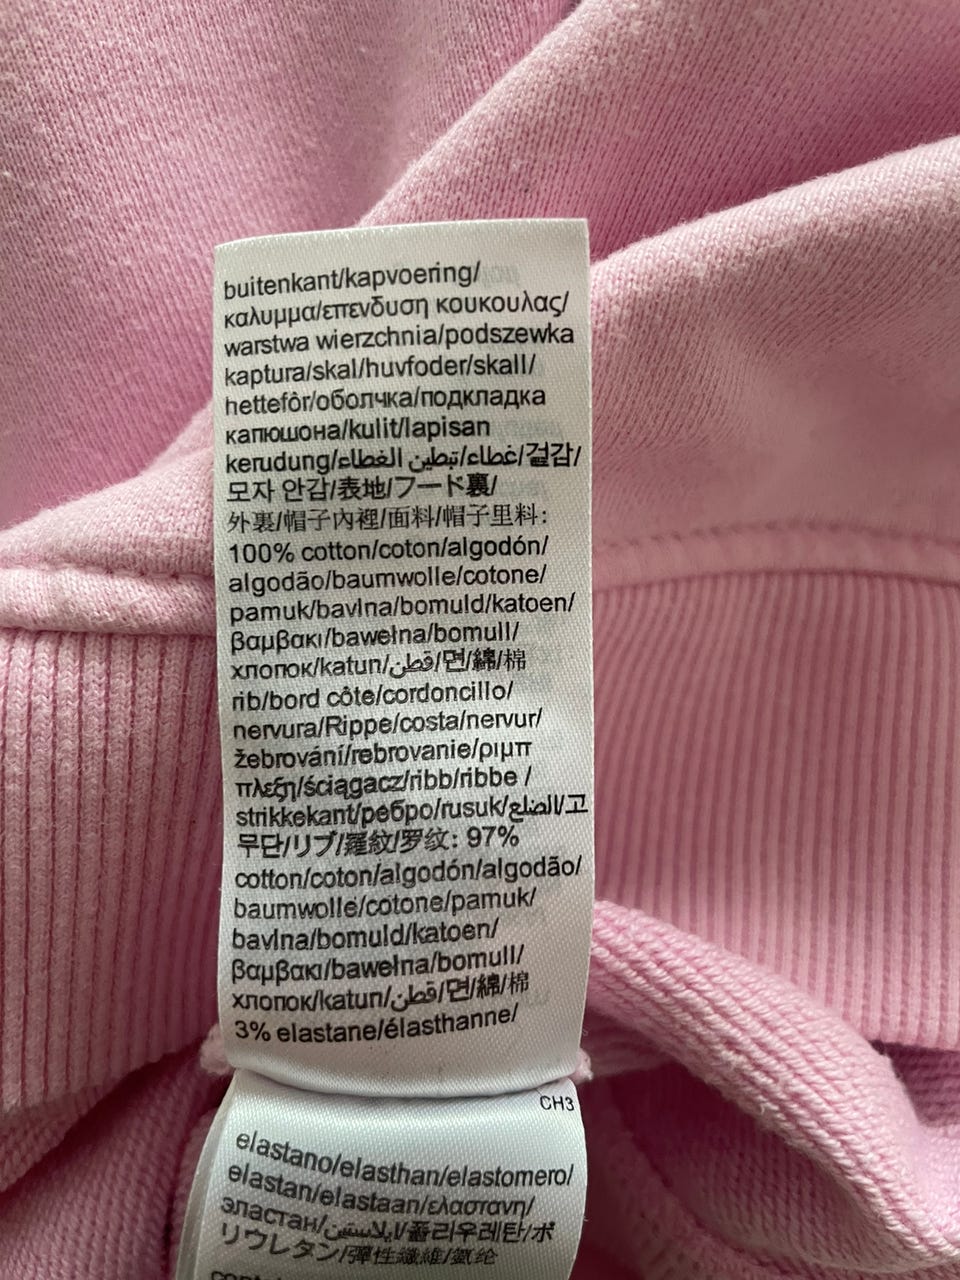 buitenkant/kapvoering/
καλυμμα/επενδυση κουκουλας/
warstwa wierzchnia/podszewka
kaptura/skal/huvfoder/skall/
hettefôr/оболчка/подкладка
капюшона/kulit/lapisan
kerudung/غطاء/تبطين الغطاء/겉감/
모자 안감/表地/フード裏/
外裏/帽子內裡/面料/帽子里料:
100% cotton/coton/algodón/
algodão/baumwolle/cotone/
pamuk/bavlna/bomuld/katoen/
βαμβακι/bawełna/bomull/
хлопок/katun/قطن/면/綿/棉
rib/bord côte/cordoncillo/
nervura/Rippe/costa/nervur/
žebrování/rebrovanie/ριμπ
πλεξη/ściągacz/ribb/ribbe /
strikkekant/ребро/rusuk/الضلع/고
무단/リブ/羅紋/罗纹: 97%
cotton/coton/algodón/algodão/
baumwolle/cotone/pamuk/
bavlna/bomuld/katoen/
βαμβακι/bawełna/bomull/
хлопок/katun/قطن/면/綿/棉
3% elastane/élasthanne/
CH3
elastano/elasthan/elastomero/
elastan/elastaan/ελαστανη/
эластан/ايلاستين/폴리우레탄/ポ
リウレタン/彈性纖維/氨纶